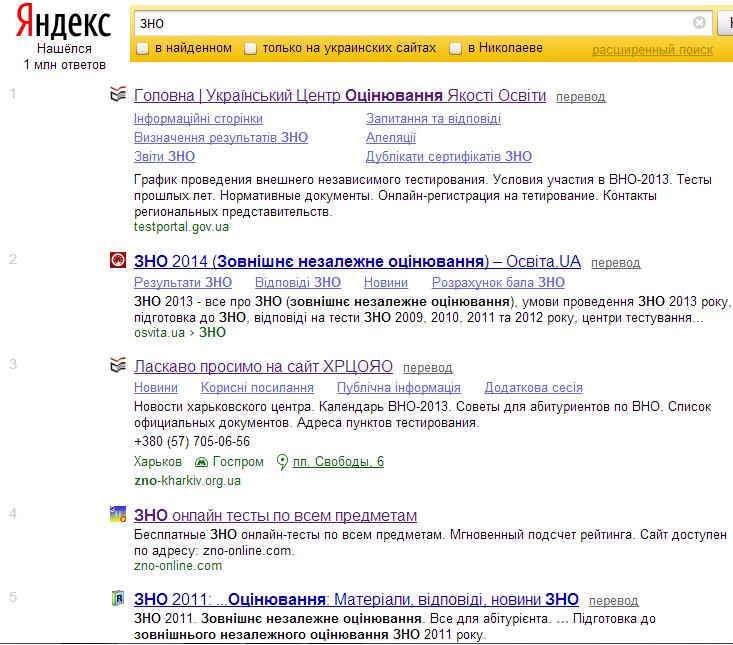 Яндекс
Нашёлся
1 млн ответов
зно
в найденном только на украинских сайтах в Николаеве расширенный поиск
1 Головна | Український Центр Оцінювання Якості Освіти перевод
Інформаційні сторінки Запитання та відповіді
Визначення результатів ЗНО Апеляції
Звіти ЗНО Дублікати сертифікатів ЗНО
График проведения внешнего независимого тестирования. Условия участия в ВНО-2013. Тесты
прошлых лет. Нормативные документы. Онлайн-регистрация на тетирование. Контакты
региональных представительств.
testportal.gov.ua
2 ЗНО 2014 (Зовнішнє незалежне оцінювання) – Освіта.UA перевод
Результати ЗНО Відповіді ЗНО Новини Розрахунок бала ЗНО
ЗНО 2013 - все про ЗНО (зовнішнє незалежне оцінювання), умови проведення ЗНО 2013 року,
підготовка до ЗНО, відповіді на тести ЗНО 2009, 2010, 2011 та 2012 року, центри тестування...
osvita.ua › ЗНО
3 Ласкаво просимо на сайт ХРЦОЯО перевод
Новини Корисні посилання Публічна інформація Додаткова сесія
Новости харьковского центра. Календарь ВНО-2013. Советы для абитуриентов по ВНО. Список
официальных документов. Адреса пунктов тестирования.
+380 (57) 705-06-56
Харьков Госпром пл. Свободы, 6
zno-kharkiv.org.ua
4 ЗНО онлайн тесты по всем предметам
Бесплатные ЗНО онлайн-тесты по всем предметам. Мгновенный подсчет рейтинга. Сайт доступен
по адресу: zno-online.com.
zno-online.com
5 ЗНО 2011: ...Оцінювання: Матеріали, відповіді, новини ЗНО перевод
ЗНО 2011. Зовнішнє незалежне оцінювання. Все для абітурієнта. ... Підготовка до
зовнішнього незалежного оцінювання ЗНО 2011 року.